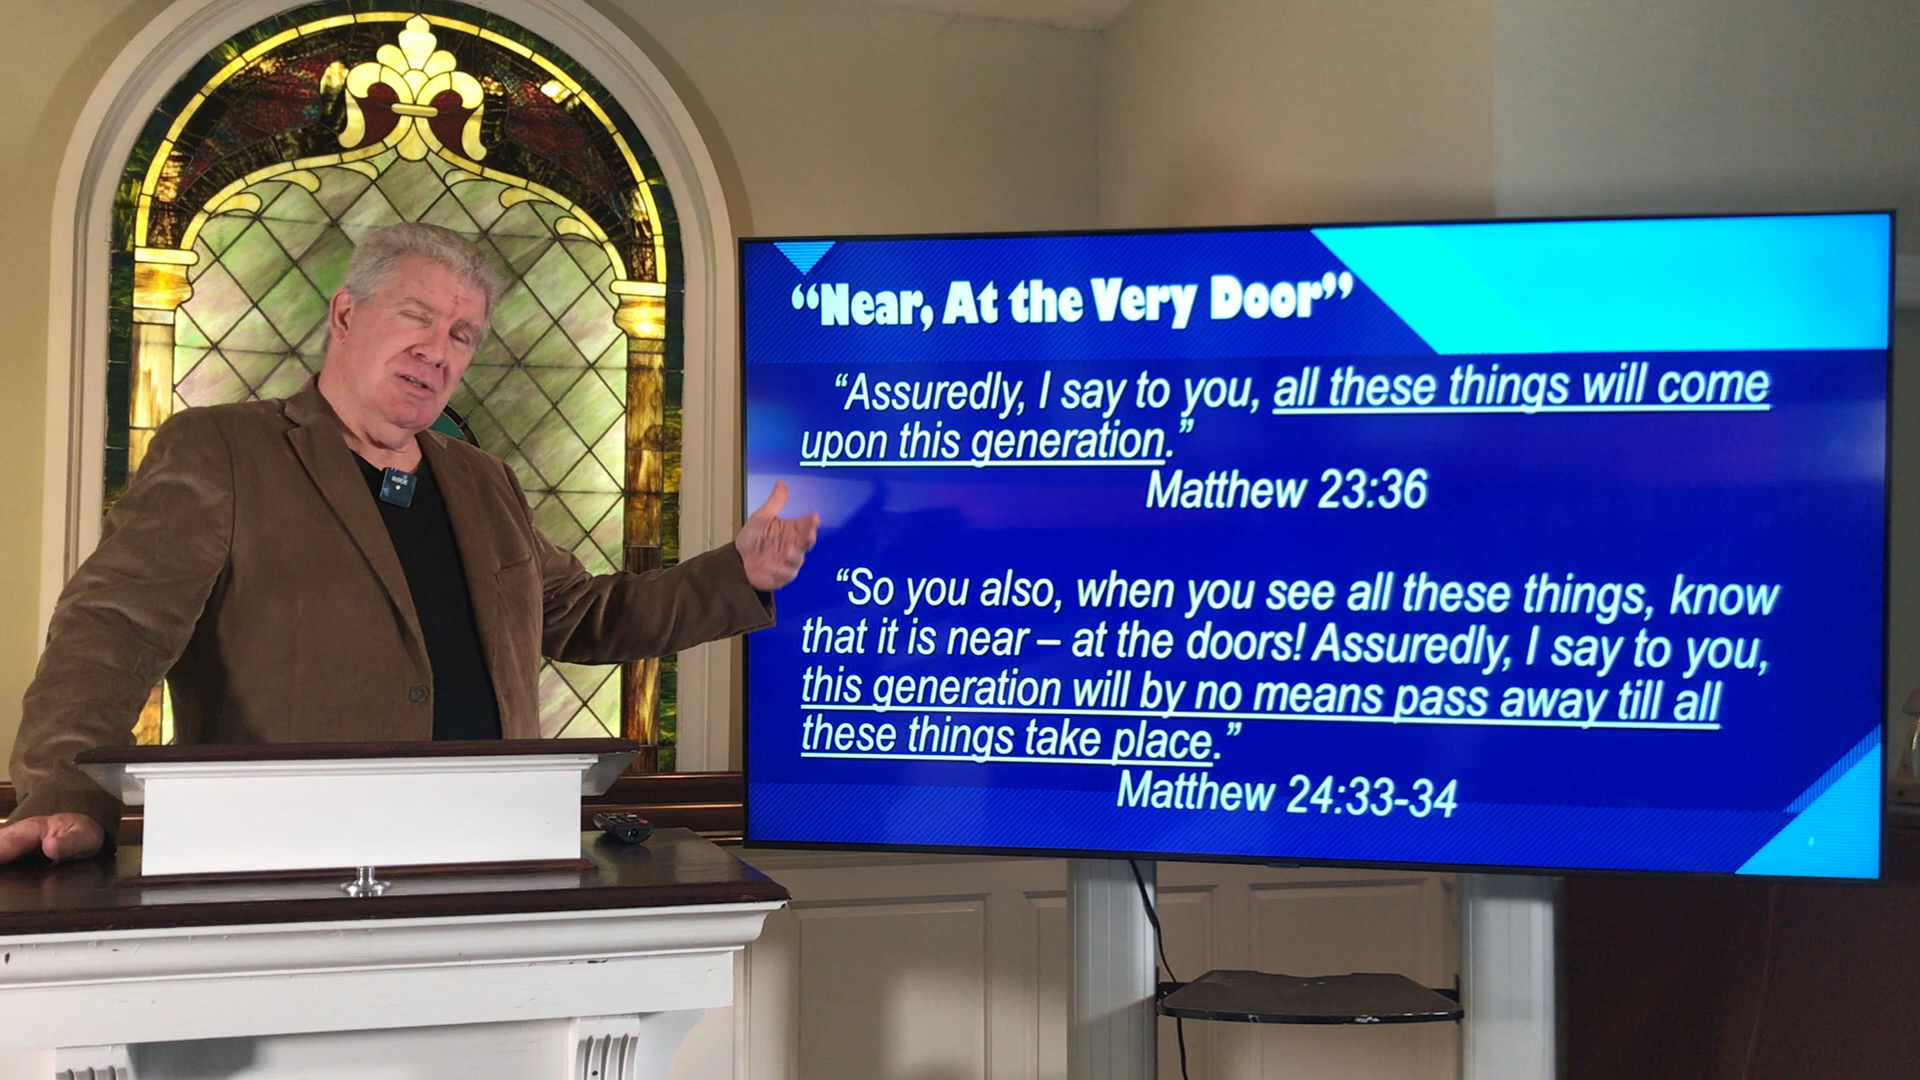 “Near, At the Very Door”
“Assuredly, I say to you, all these things will come
upon this generation.”
Matthew 23:36
“So you also, when you see all these things, know
that it is near – at the doors! Assuredly, I say to you,
this generation will by no means pass away till all
these things take place.”
Matthew 24:33-34
RODE